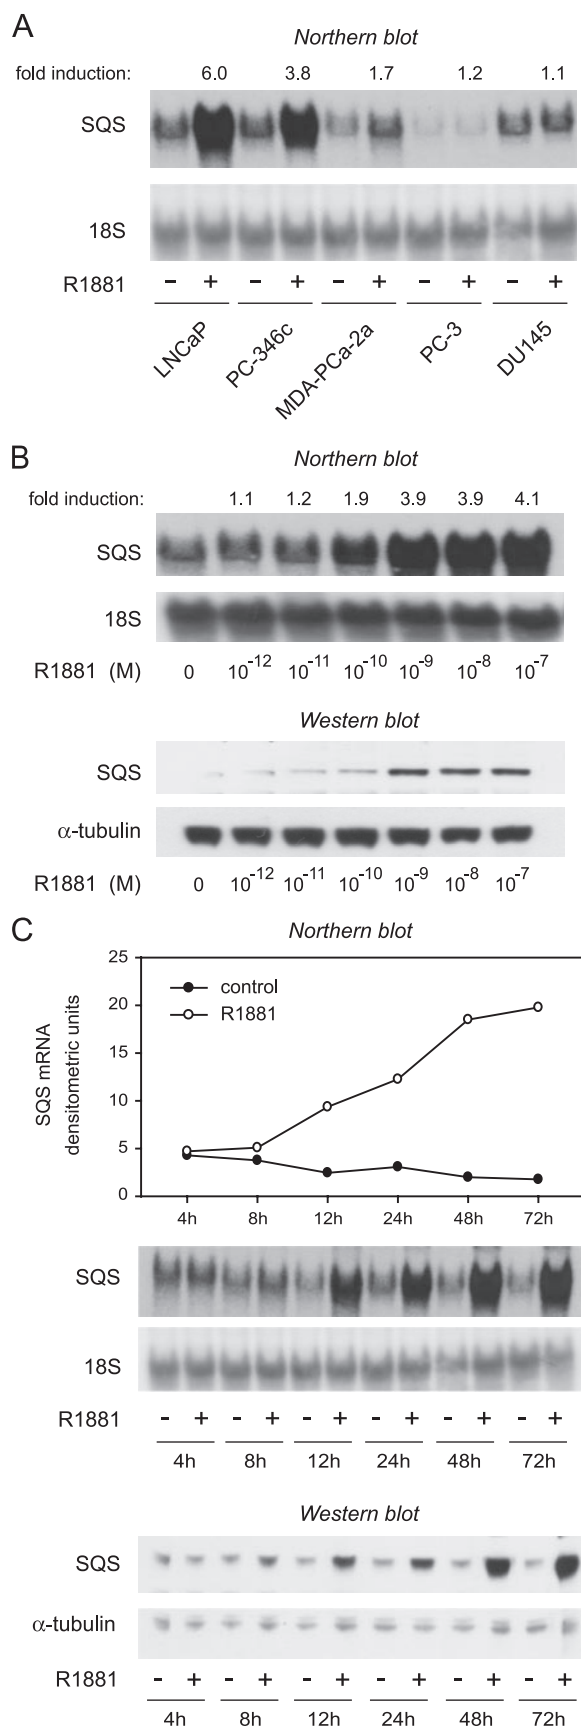 A
Northern blot
fold induction: 6.0 3.8 1.7 1.2 1.1
SQS
18S
R1881 - + - + - + - + - +
LNCaP PC-346c MDA-PCa-2a PC-3 DU145
B
Northern blot
fold induction: 1.1 1.2 1.9 3.9 3.9 4.1
SQS
18S
R1881 (M) 0 10⁻¹² 10⁻¹¹ 10⁻¹⁰ 10⁻⁹ 10⁻⁸ 10⁻⁷
Western blot
SQS
α-tubulin
R1881 (M) 0 10⁻¹² 10⁻¹¹ 10⁻¹⁰ 10⁻⁹ 10⁻⁸ 10⁻⁷
C
Northern blot
SQS mRNA
densitometric units
25
20
15
10
5
0
control
R1881
4h 8h 12h 24h 48h 72h
SQS
18S
R1881 - + - + - + - + - + - +
4h 8h 12h 24h 48h 72h
Western blot
SQS
α-tubulin
R1881 - + - + - + - + - + - +
4h 8h 12h 24h 48h 72h